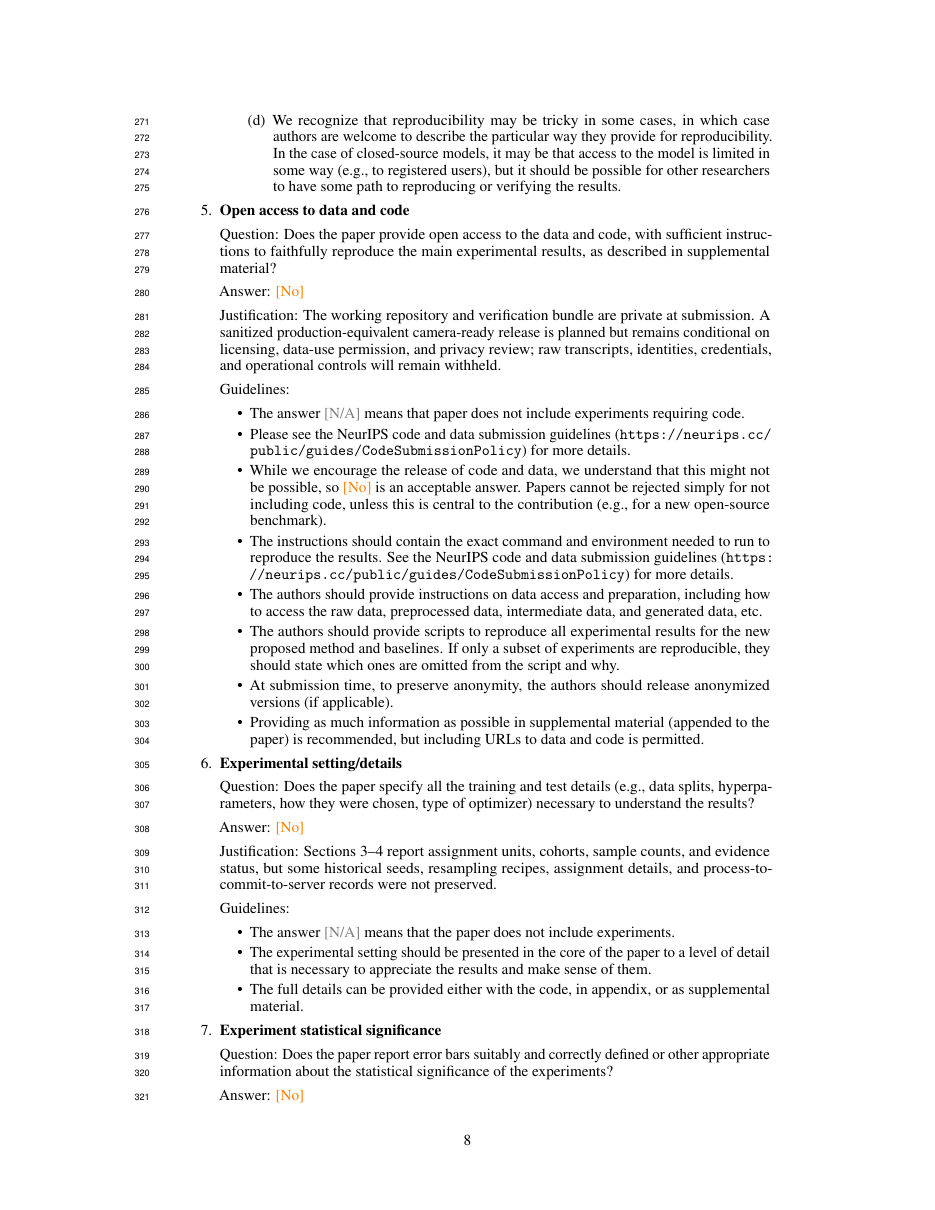 271 (d) We recognize that reproducibility may be tricky in some cases, in which case
272 authors are welcome to describe the particular way they provide for reproducibility.
273 In the case of closed-source models, it may be that access to the model is limited in
274 some way (e.g., to registered users), but it should be possible for other researchers
275 to have some path to reproducing or verifying the results.
276 5. Open access to data and code
277 Question: Does the paper provide open access to the data and code, with sufficient instruc-
278 tions to faithfully reproduce the main experimental results, as described in supplemental
279 material?
280 Answer: [No]
281 Justification: The working repository and verification bundle are private at submission. A
282 sanitized production-equivalent camera-ready release is planned but remains conditional on
283 licensing, data-use permission, and privacy review; raw transcripts, identities, credentials,
284 and operational controls will remain withheld.
285 Guidelines:
286 • The answer [N/A] means that paper does not include experiments requiring code.
287 • Please see the NeurIPS code and data submission guidelines (https://neurips.cc/
288 public/guides/CodeSubmissionPolicy) for more details.
289 • While we encourage the release of code and data, we understand that this might not
290 be possible, so [No] is an acceptable answer. Papers cannot be rejected simply for not
291 including code, unless this is central to the contribution (e.g., for a new open-source
292 benchmark).
293 • The instructions should contain the exact command and environment needed to run to
294 reproduce the results. See the NeurIPS code and data submission guidelines (https:
295 //neurips.cc/public/guides/CodeSubmissionPolicy) for more details.
296 • The authors should provide instructions on data access and preparation, including how
297 to access the raw data, preprocessed data, intermediate data, and generated data, etc.
298 • The authors should provide scripts to reproduce all experimental results for the new
299 proposed method and baselines. If only a subset of experiments are reproducible, they
300 should state which ones are omitted from the script and why.
301 • At submission time, to preserve anonymity, the authors should release anonymized
302 versions (if applicable).
303 • Providing as much information as possible in supplemental material (appended to the
304 paper) is recommended, but including URLs to data and code is permitted.
305 6. Experimental setting/details
306 Question: Does the paper specify all the training and test details (e.g., data splits, hyperpa-
307 rameters, how they were chosen, type of optimizer) necessary to understand the results?
308 Answer: [No]
309 Justification: Sections 3–4 report assignment units, cohorts, sample counts, and evidence
310 status, but some historical seeds, resampling recipes, assignment details, and process-to-
311 commit-to-server records were not preserved.
312 Guidelines:
313 • The answer [N/A] means that the paper does not include experiments.
314 • The experimental setting should be presented in the core of the paper to a level of detail
315 that is necessary to appreciate the results and make sense of them.
316 • The full details can be provided either with the code, in appendix, or as supplemental
317 material.
318 7. Experiment statistical significance
319 Question: Does the paper report error bars suitably and correctly defined or other appropriate
320 information about the statistical significance of the experiments?
321 Answer: [No]
8